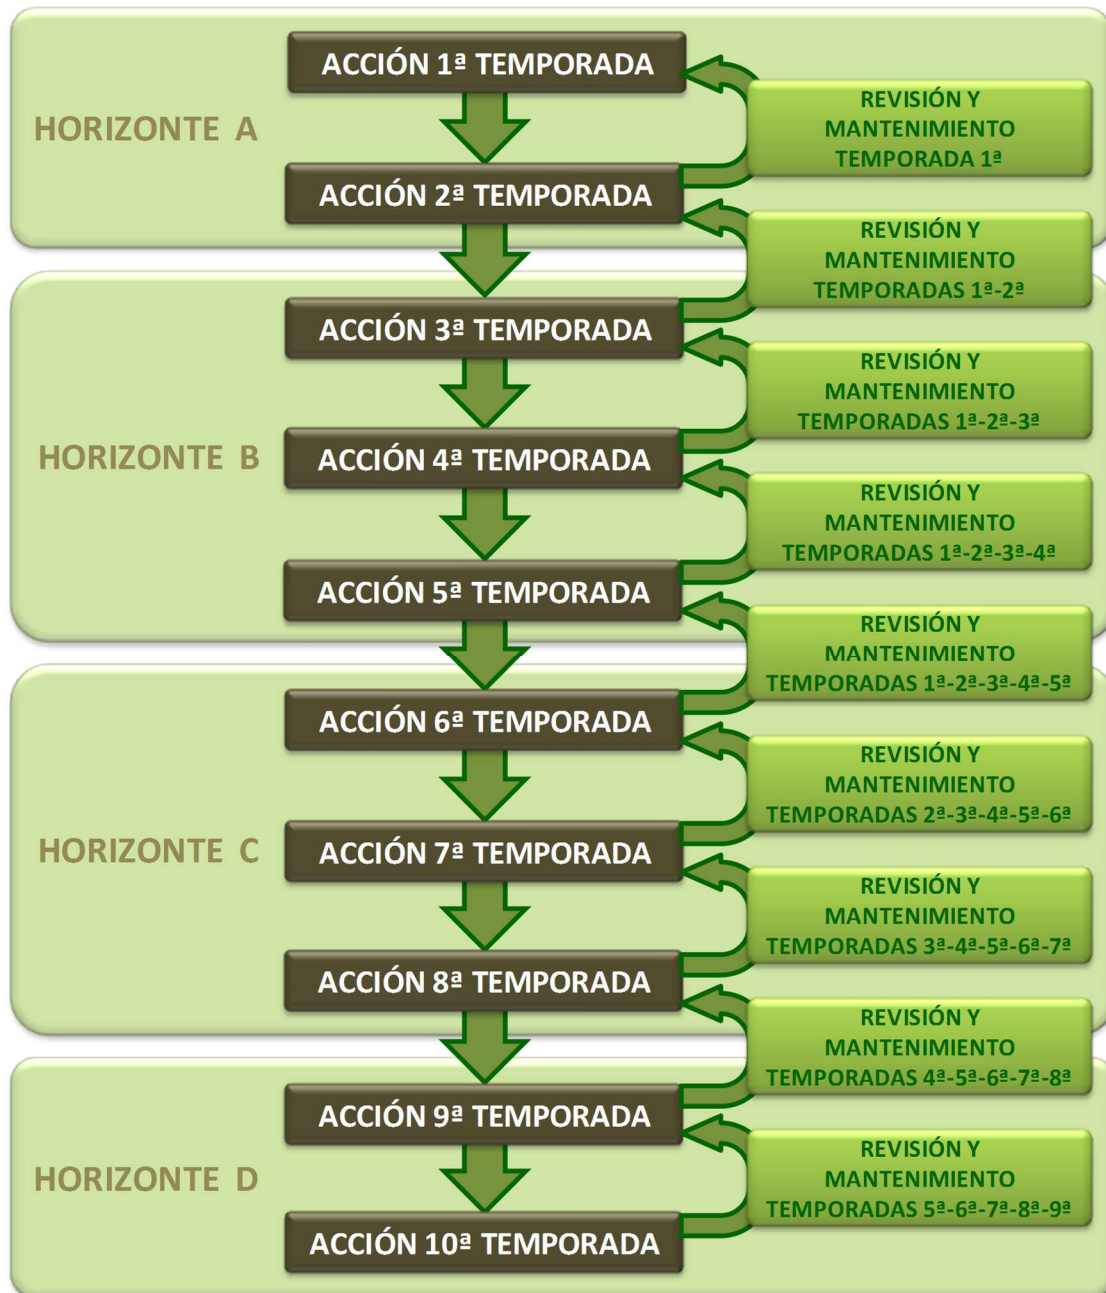 ACCIÓN 1ª TEMPORADA
REVISIÓN Y
MANTENIMIENTO
TEMPORADA 1ª
HORIZONTE A
ACCIÓN 2ª TEMPORADA
REVISIÓN Y
MANTENIMIENTO
TEMPORADAS 1ª-2ª
ACCIÓN 3ª TEMPORADA
REVISIÓN Y
MANTENIMIENTO
TEMPORADAS 1ª-2ª-3ª
HORIZONTE B
ACCIÓN 4ª TEMPORADA
REVISIÓN Y
MANTENIMIENTO
TEMPORADAS 1ª-2ª-3ª-4ª
ACCIÓN 5ª TEMPORADA
REVISIÓN Y
MANTENIMIENTO
TEMPORADAS 1ª-2ª-3ª-4ª-5ª
ACCIÓN 6ª TEMPORADA
REVISIÓN Y
MANTENIMIENTO
TEMPORADAS 2ª-3ª-4ª-5ª-6ª
HORIZONTE C
ACCIÓN 7ª TEMPORADA
REVISIÓN Y
MANTENIMIENTO
TEMPORADAS 3ª-4ª-5ª-6ª-7ª
ACCIÓN 8ª TEMPORADA
REVISIÓN Y
MANTENIMIENTO
TEMPORADAS 4ª-5ª-6ª-7ª-8ª
ACCIÓN 9ª TEMPORADA
REVISIÓN Y
MANTENIMIENTO
TEMPORADAS 5ª-6ª-7ª-8ª-9ª
HORIZONTE D
ACCIÓN 10ª TEMPORADA